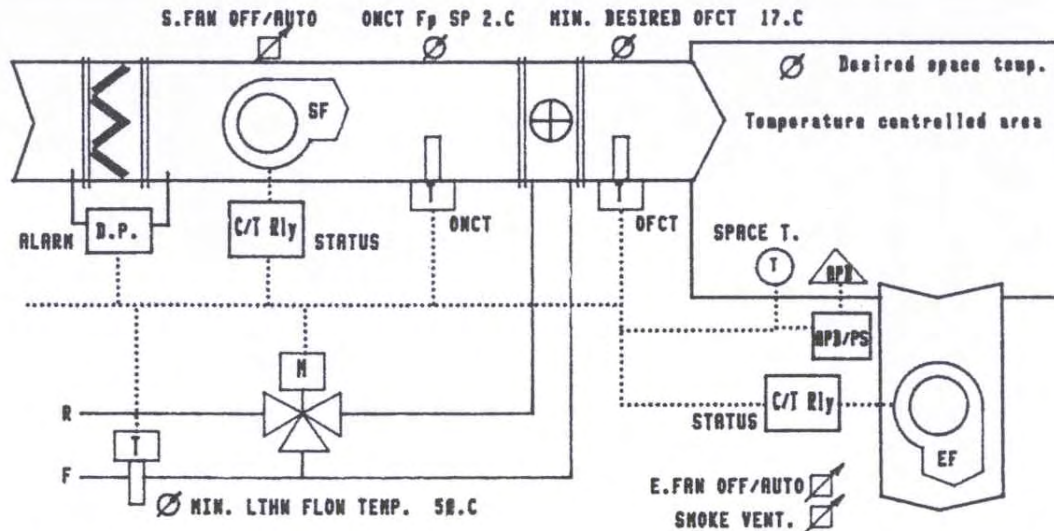 S.FAN OFF/AUTO
ONCT Fp SP 2.C
MIN. DESIRED OFCT 17.C
Desired space temp.
SF
Temperature controlled area
T
T
D.P.
C/T Rly
ALARM
STATUS
ONCT
OFCT
SPACE T.
T
M
/PS
R
C/T Rly
STATUS
T
F
EF
MIN. LTHW FLOW TEMP. 50.C
E.FAN OFF/AUTO
SMOKE VENT.